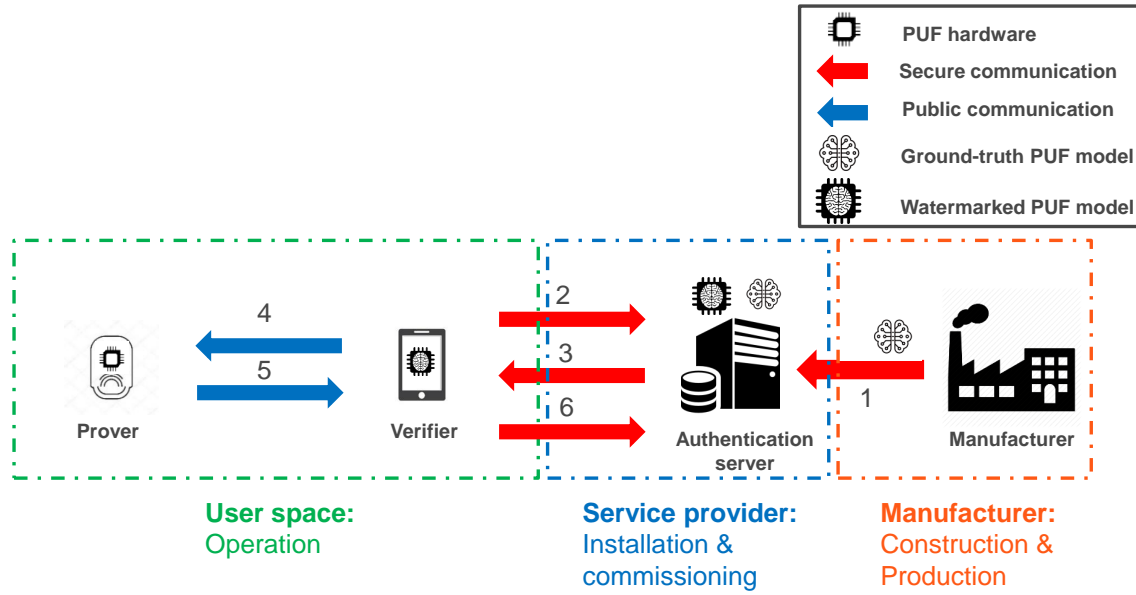 PUF hardware
Secure communication
Public communication
Ground-truth PUF model
Watermarked PUF model
4
5
2
3
6
1
Prover
Verifier
Authentication
server
Manufacturer
User space:
Operation
Service provider:
Installation &
commissioning
Manufacturer:
Construction &
Production